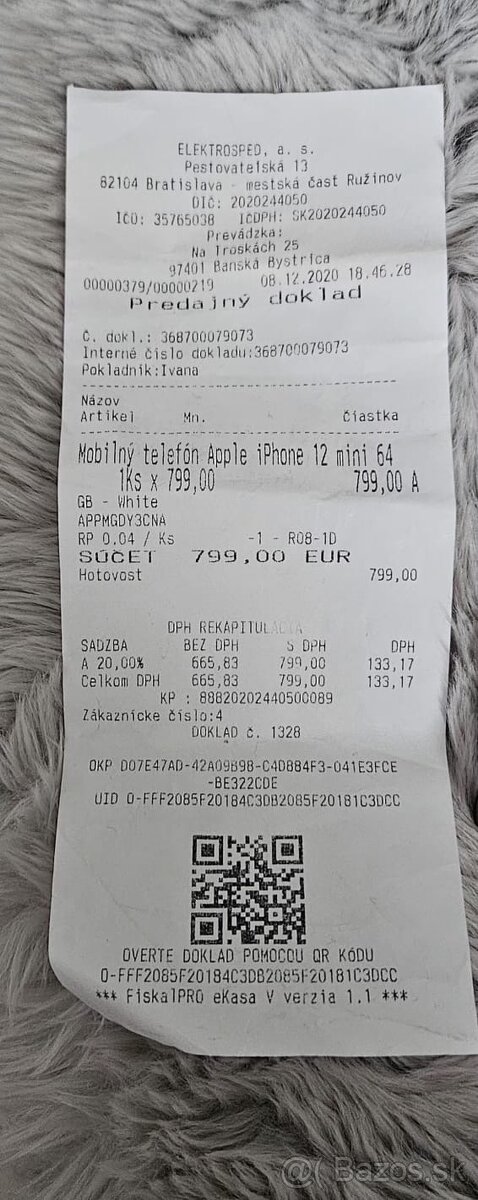 ELEKTROSPED, a. s.
Pestovateľská 13
82104 Bratislava - mestská časť Ružinov
DIČ: 2020244050
IČO: 35765038 IČDPH: SK2020244050
Prevádzka:
Na Troskách 25
97401 Banská Bystrica
00000379/00000219 08.12.2020 18.46.28
Predajný doklad
Č. dokl.: 368700079073
Interné číslo dokladu:368700079073
Pokladník:Ivana
Názov
Artikel Mn. Čiastka
Mobilný telefón Apple iPhone 12 mini 64
1Ks x 799,00 799,00 A
GB - White
APPMGDY3CNA
RP 0.04 / Ks -1 - R08-1D
SÚČET 799,00 EUR
Hotovosť 799,00
DPH REKAPITULÁCIA
SADZBA BEZ DPH S DPH DPH
A 20,00% 665,83 799,00 133,17
Celkom DPH 665,83 799,00 133,17
KP : 88820202440500089
Zákaznícke číslo:4
DOKLAD č. 1328
OKP D07E47AD-42A09B9B-C4D884F3-041E3FCE
-BE322CDE
UID O-FFF2085F20184C3DB2085F20181C3DCC
OVERTE DOKLAD POMOCOU QR KÓDU
O-FFF2085F20184C3DB2085F20181C3DCC
*** FiskalPRO eKasa V verzia 1.1 ***
@ Bazos.sk